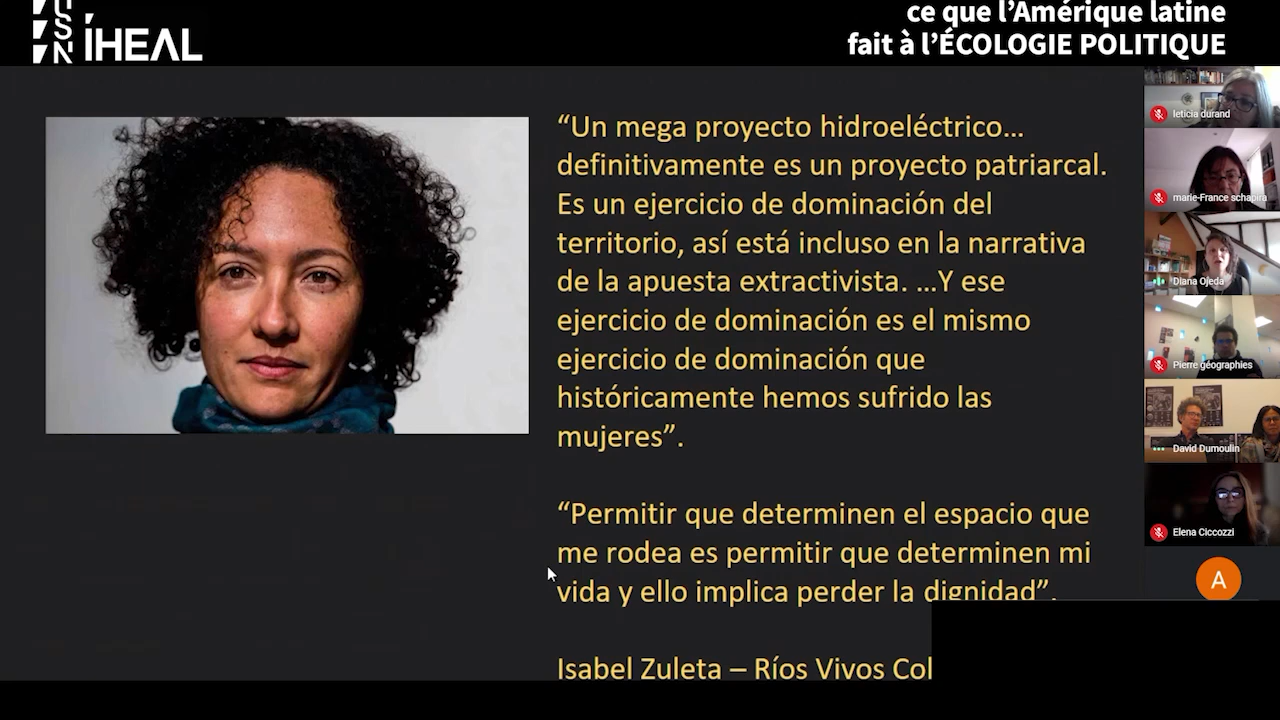 ÍHEAL
ce que l'Amérique latine
fait à l'ÉCOLOGIE POLITIQUE
“Un mega proyecto hidroeléctrico…
definitivamente es un proyecto patriarcal.
Es un ejercicio de dominación del
territorio, así está incluso en la narrativa
de la apuesta extractivista. …Y ese
ejercicio de dominación es el mismo
ejercicio de dominación que
históricamente hemos sufrido las
mujeres”.
“Permitir que determinen el espacio que
me rodea es permitir que determinen mi
vida y ello implica perder la dignidad”.
Isabel Zuleta – Ríos Vivos Col
leticia durand
marie-France schapira
Diana Ojeda
Pierre géographies
David Dumoulin
Elena Ciccozzi
A